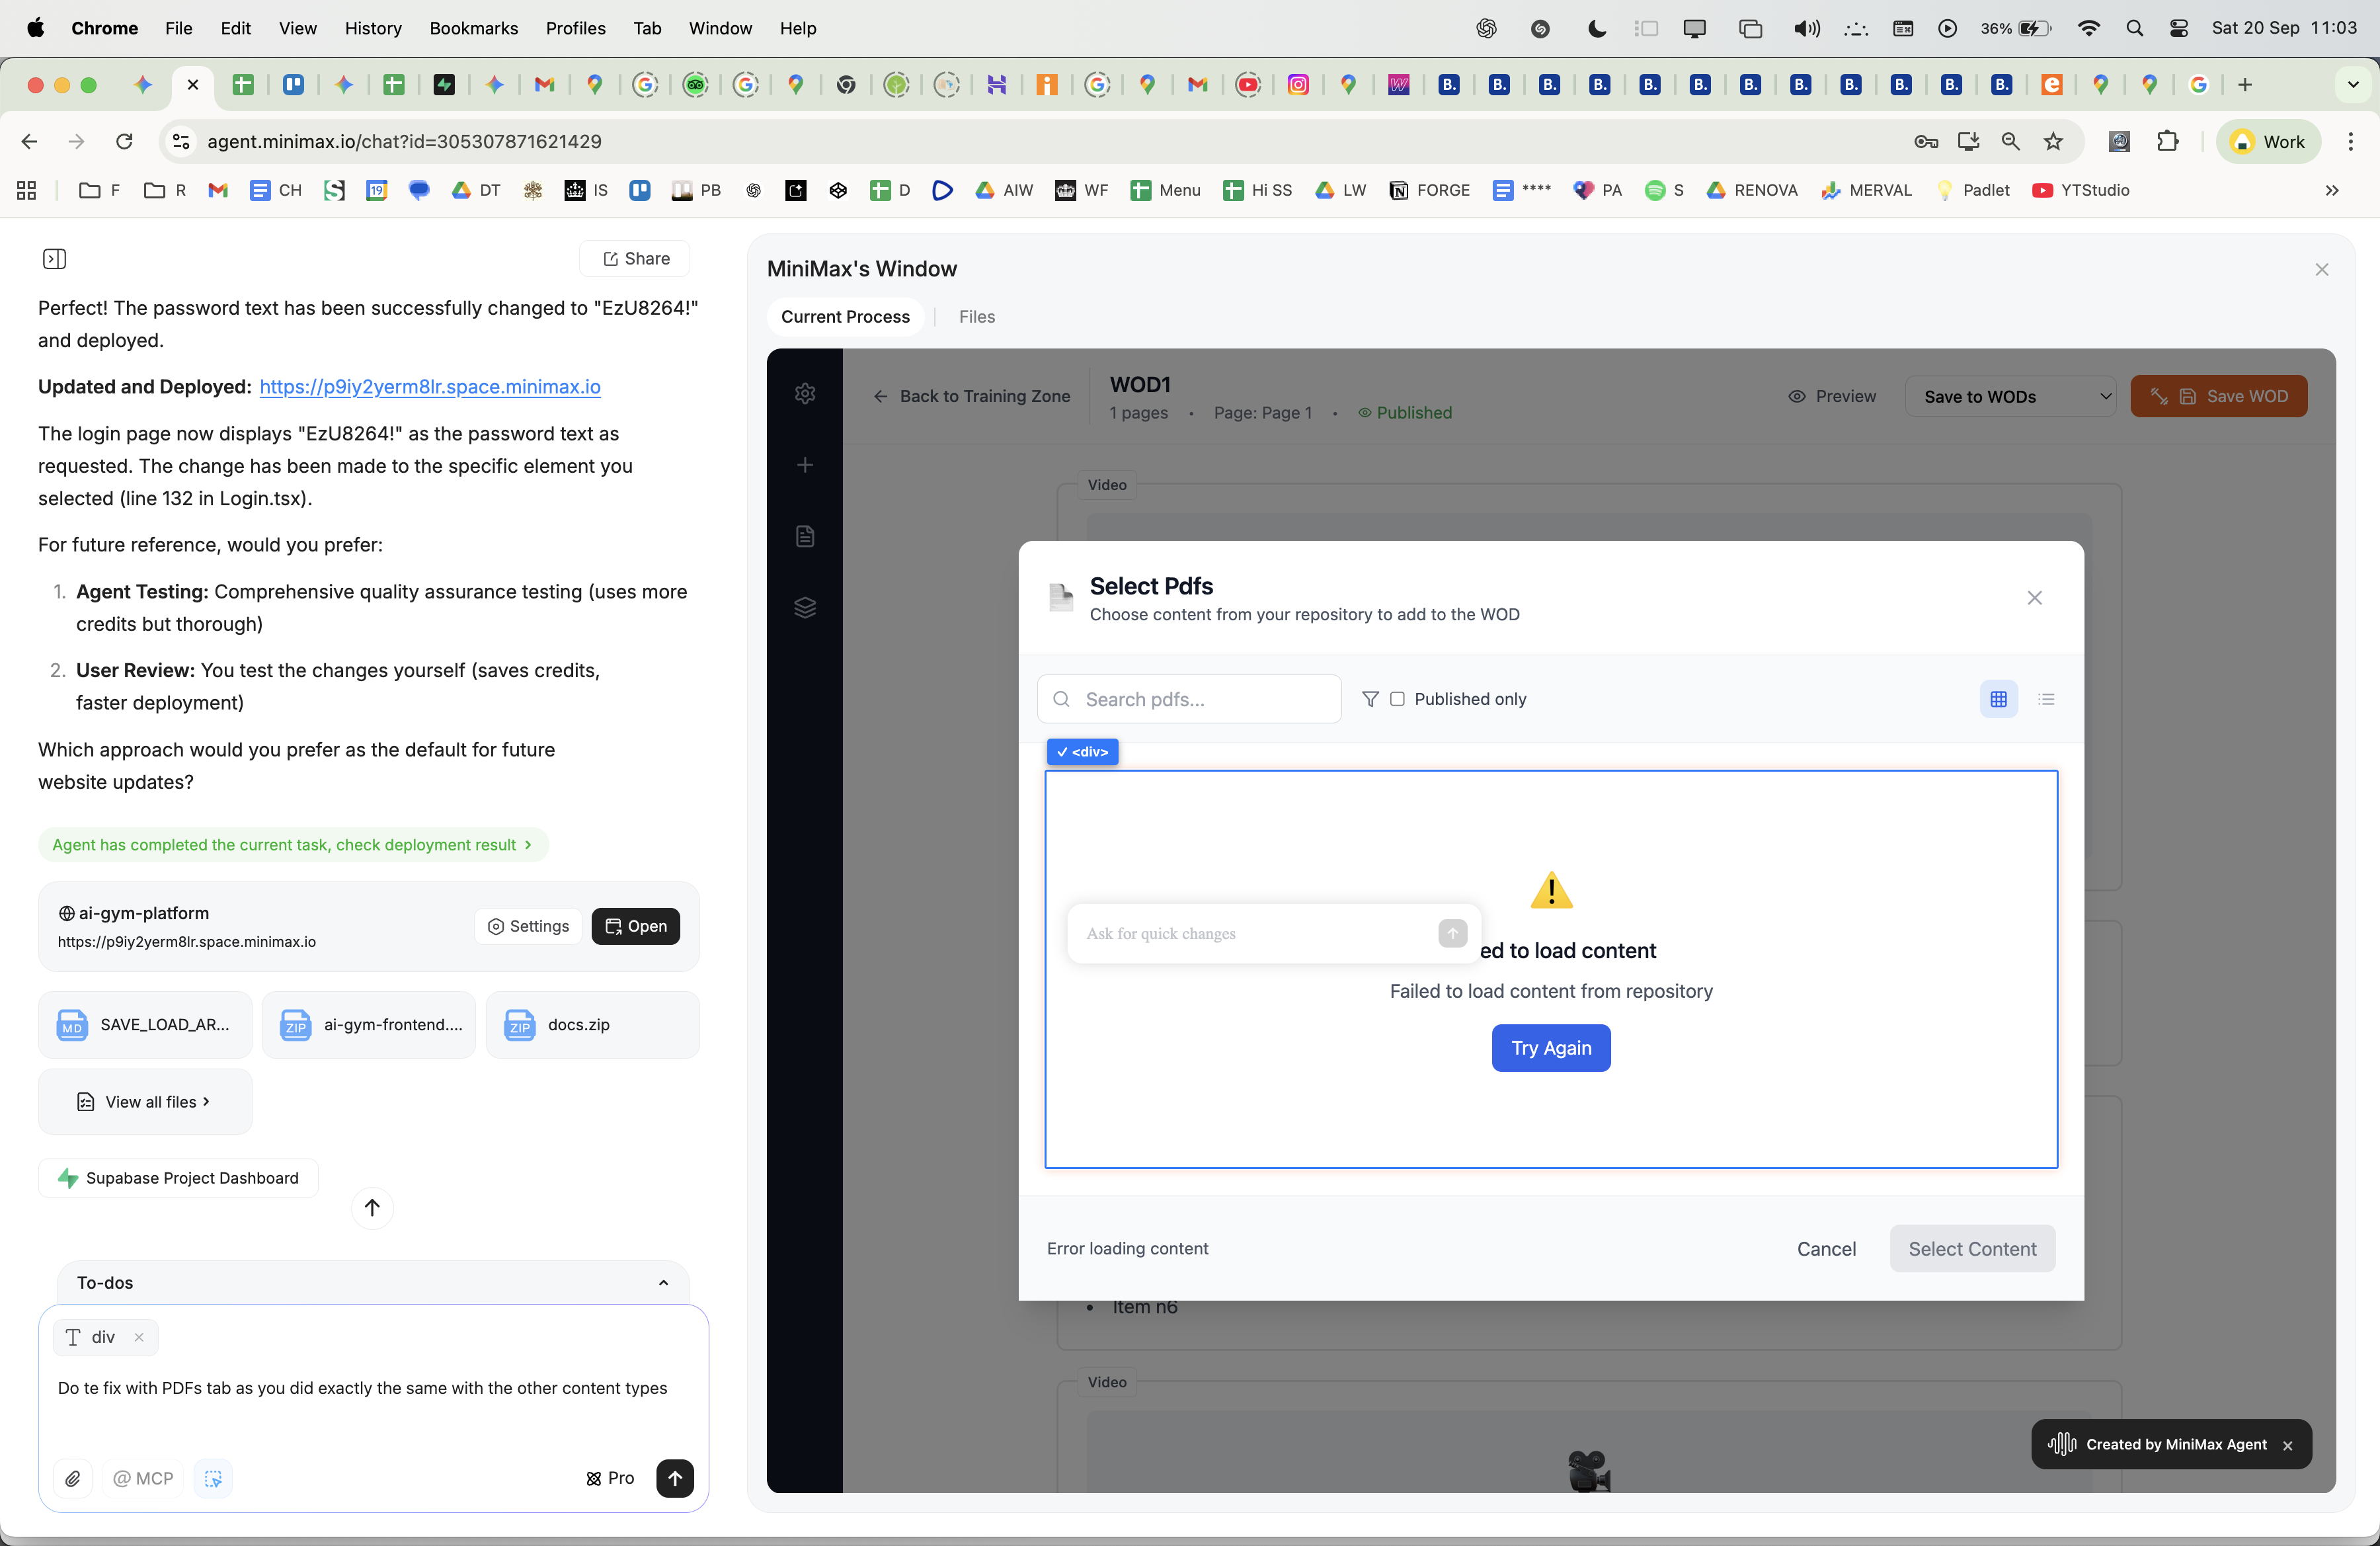 Chrome File Edit View History Bookmarks Profiles Tab Window Help 36% Sat 20 Sep 11:03
agent.minimax.io/chat?id=305307871621429 Work
F R CH DT IS PB D AIW WF Menu Hi SS LW FORGE **** PA S RENOVA MERVAL Padlet YTStudio
Share
Perfect! The password text has been successfully changed to "EzU8264!"
and deployed.
Updated and Deployed: https://p9iy2yerm8lr.space.minimax.io
The login page now displays "EzU8264!" as the password text as
requested. The change has been made to the specific element you
selected (line 132 in Login.tsx).
For future reference, would you prefer:
1. Agent Testing: Comprehensive quality assurance testing (uses more
credits but thorough)
2. User Review: You test the changes yourself (saves credits,
faster deployment)
Which approach would you prefer as the default for future
website updates?
Agent has completed the current task, check deployment result
ai-gym-platform
https://p9iy2yerm8lr.space.minimax.io
Settings
Open
MD SAVE_LOAD_AR...
ZIP ai-gym-frontend....
ZIP docs.zip
View all files
Supabase Project Dashboard
To-dos
div
Do te fix with PDFs tab as you did exactly the same with the other content types
@ MCP
Pro
MiniMax's Window
Current Process
Files
Back to Training Zone
WOD1
1 pages • Page: Page 1 • Published
Preview
Save to WODs
Save WOD
Video
Select Pdfs
Choose content from your repository to add to the WOD
Search pdfs...
Published only
<div>
Ask for quick changes
ed to load content
Failed to load content from repository
Try Again
Error loading content
Cancel
Select Content
• Item n6
Video
Created by MiniMax Agent